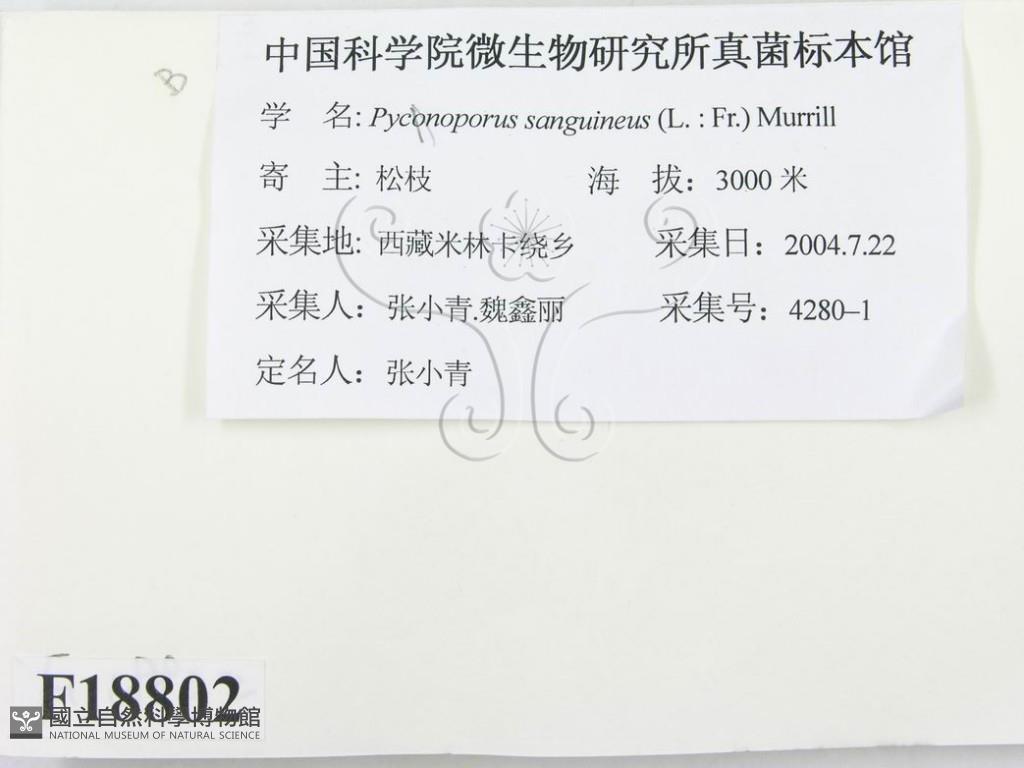 中国科学院微生物研究所真菌标本馆
B
学 名: Pyconoporus sanguineus (L. : Fr.) Murrill
n
寄 主: 松枝 海 拔: 3000 米
采集地: 西藏米林卡绕乡 采集日: 2004.7.22
采集人: 张小青.魏鑫丽 采集号: 4280–1
定名人: 张小青
F18802
國立自然科學博物館
NATIONAL MUSEUM OF NATURAL SCIENCE